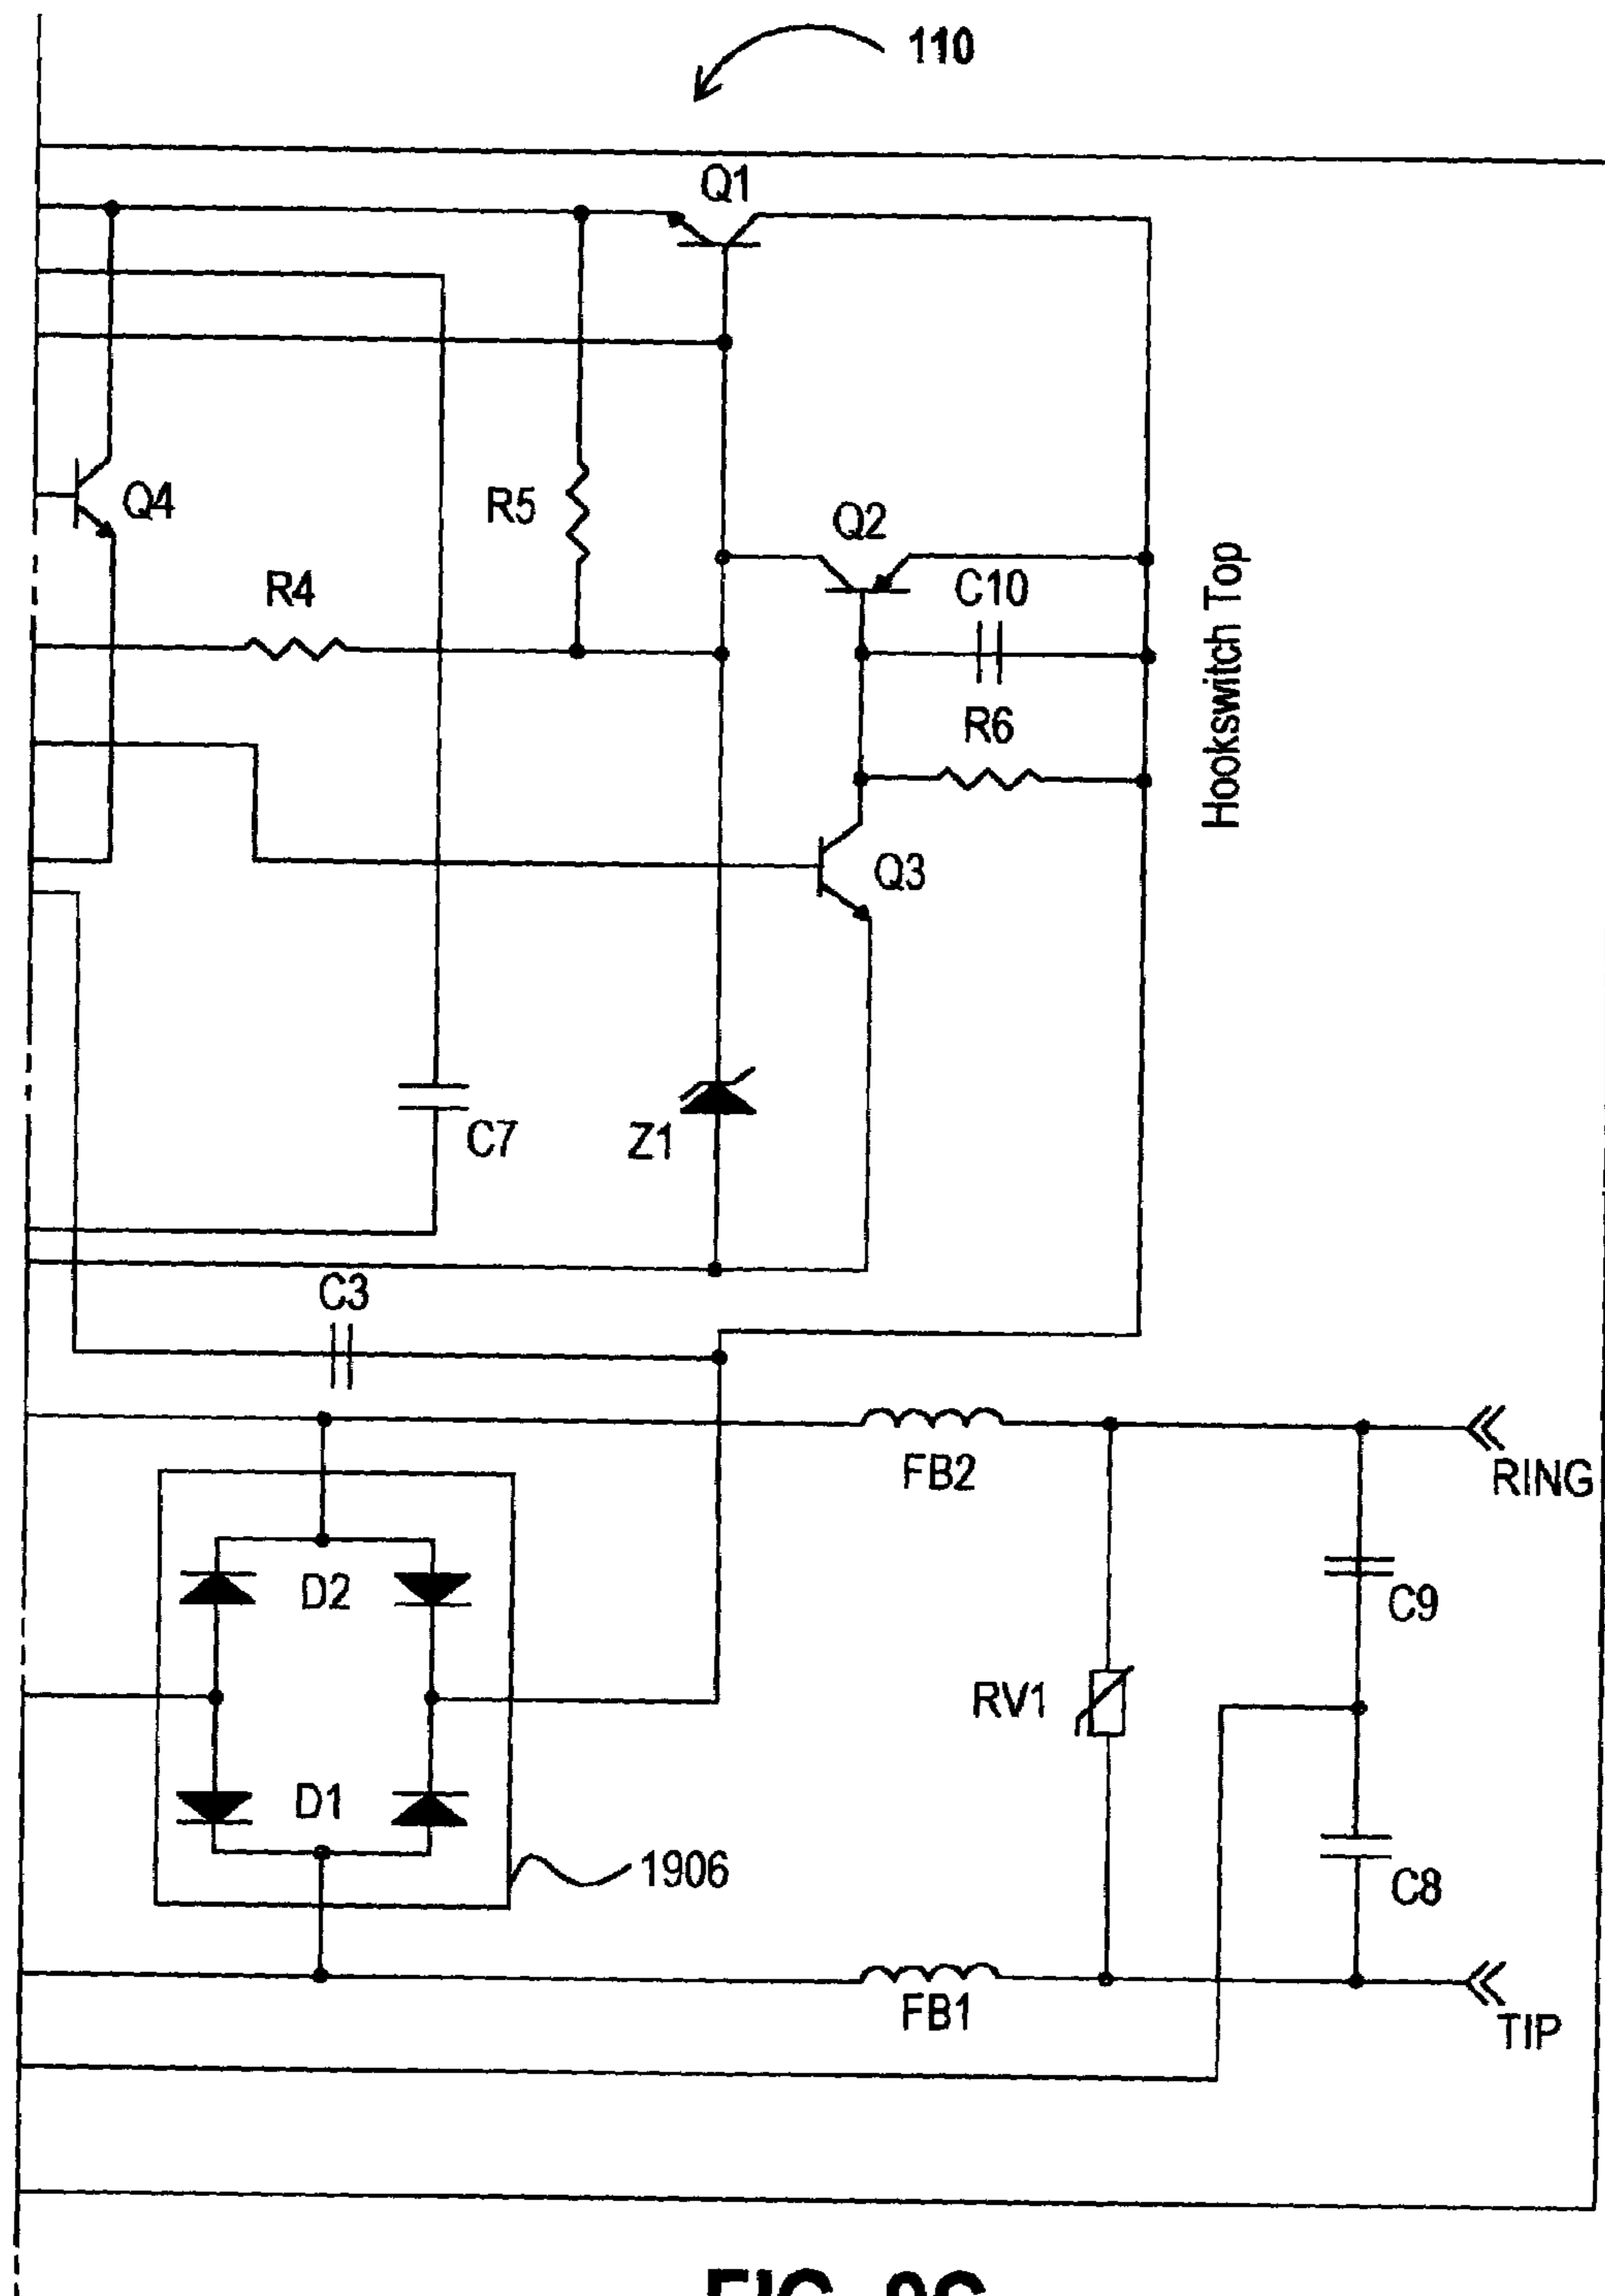 110
Q1
Q4
R5
Q2
R4
C10
Hookswitch Top
R6
Q3
C7
Z1
C3
FB2
RING
D2
C9
RV1
D1
1906
C8
FB1
TIP